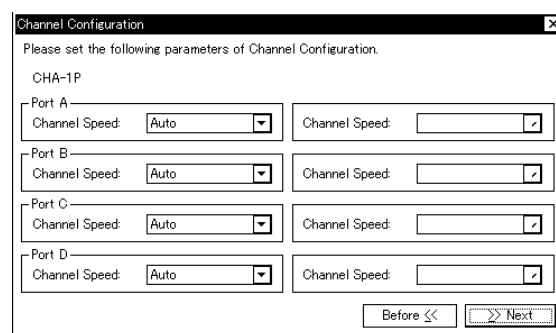 Channel Configuration
Please set the following parameters of Channel Configuration.
CHA-1P
Port A
Channel Speed: Auto Channel Speed:
Port B
Channel Speed: Auto Channel Speed:
Port C
Channel Speed: Auto Channel Speed:
Port D
Channel Speed: Auto Channel Speed:
Before << >> Next